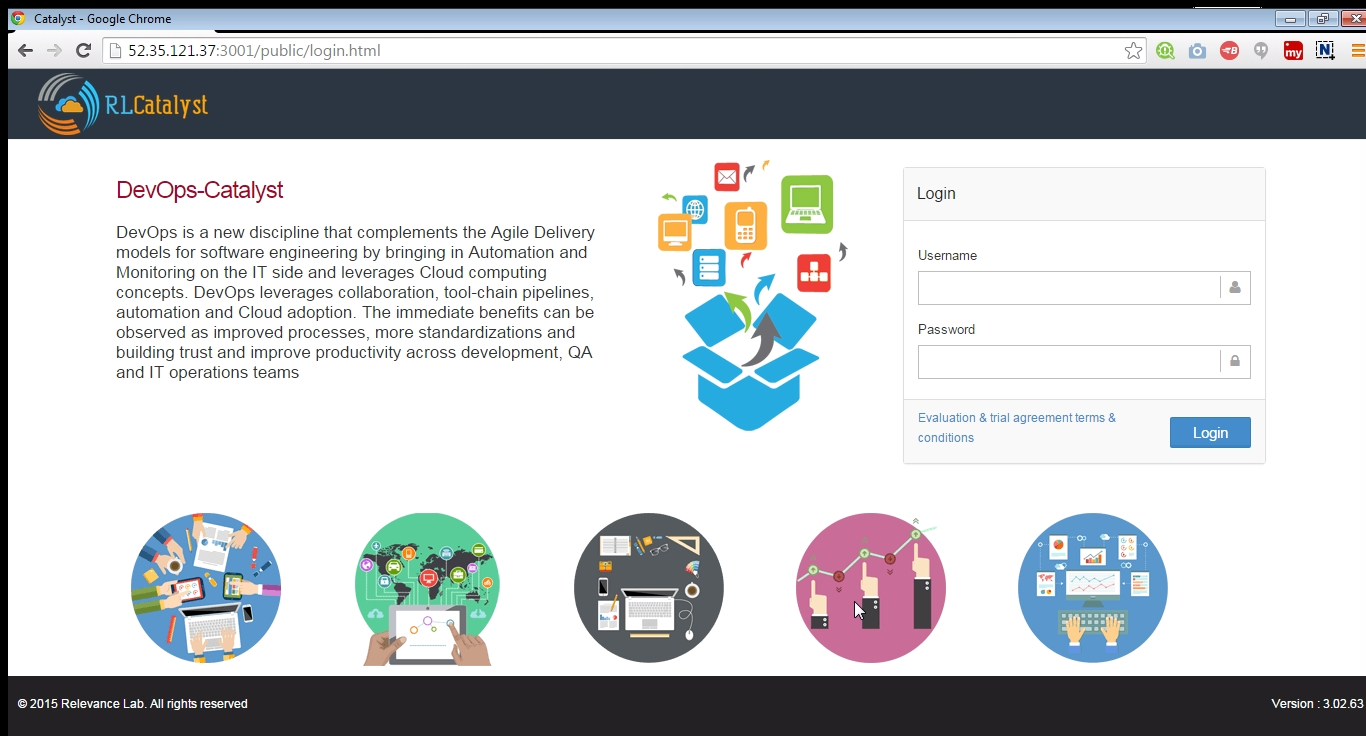 Catalyst - Google Chrome
52.35.121.37:3001/public/login.html
my
N
RLCatalyst
DevOps-Catalyst
DevOps is a new discipline that complements the Agile Delivery
models for software engineering by bringing in Automation and
Monitoring on the IT side and leverages Cloud computing
concepts. DevOps leverages collaboration, tool-chain pipelines,
automation and Cloud adoption. The immediate benefits can be
observed as improved processes, more standardizations and
building trust and improve productivity across development, QA
and IT operations teams
Login
Username
Password
Evaluation & trial agreement terms &
conditions
Login
© 2015 Relevance Lab. All rights reserved
Version : 3.02.63